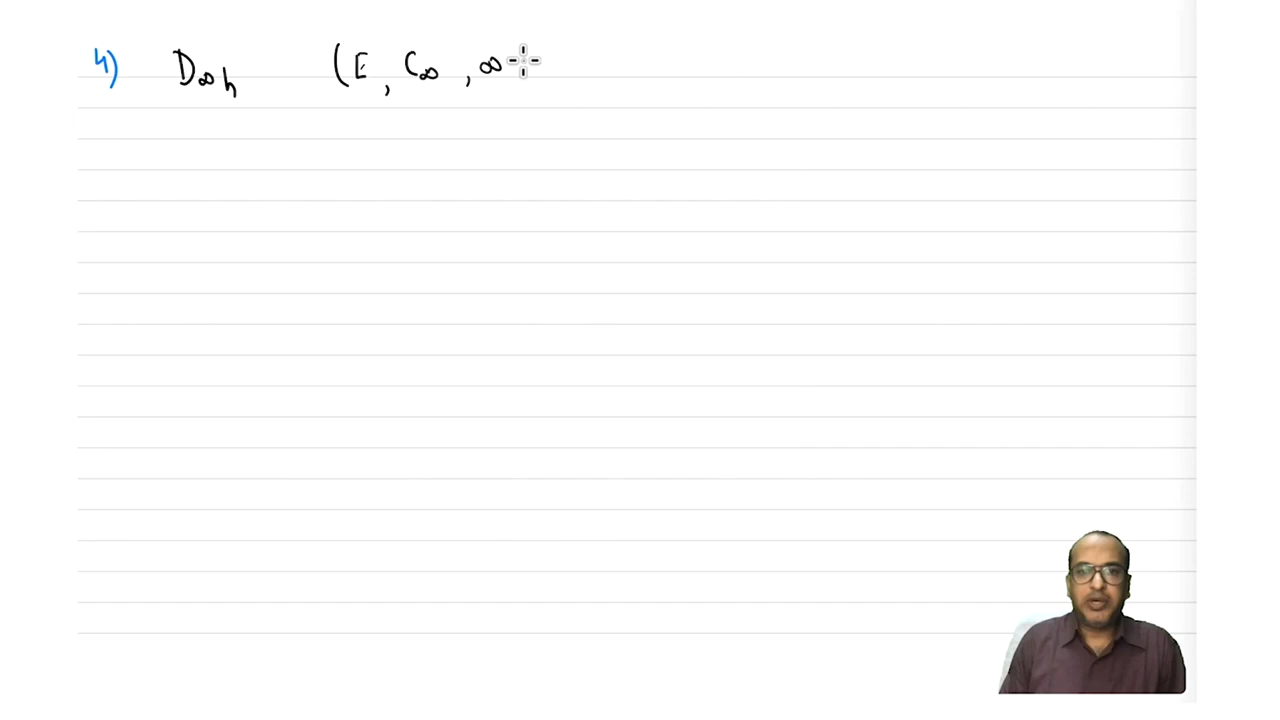 4) D∞h (E, C∞, ∞